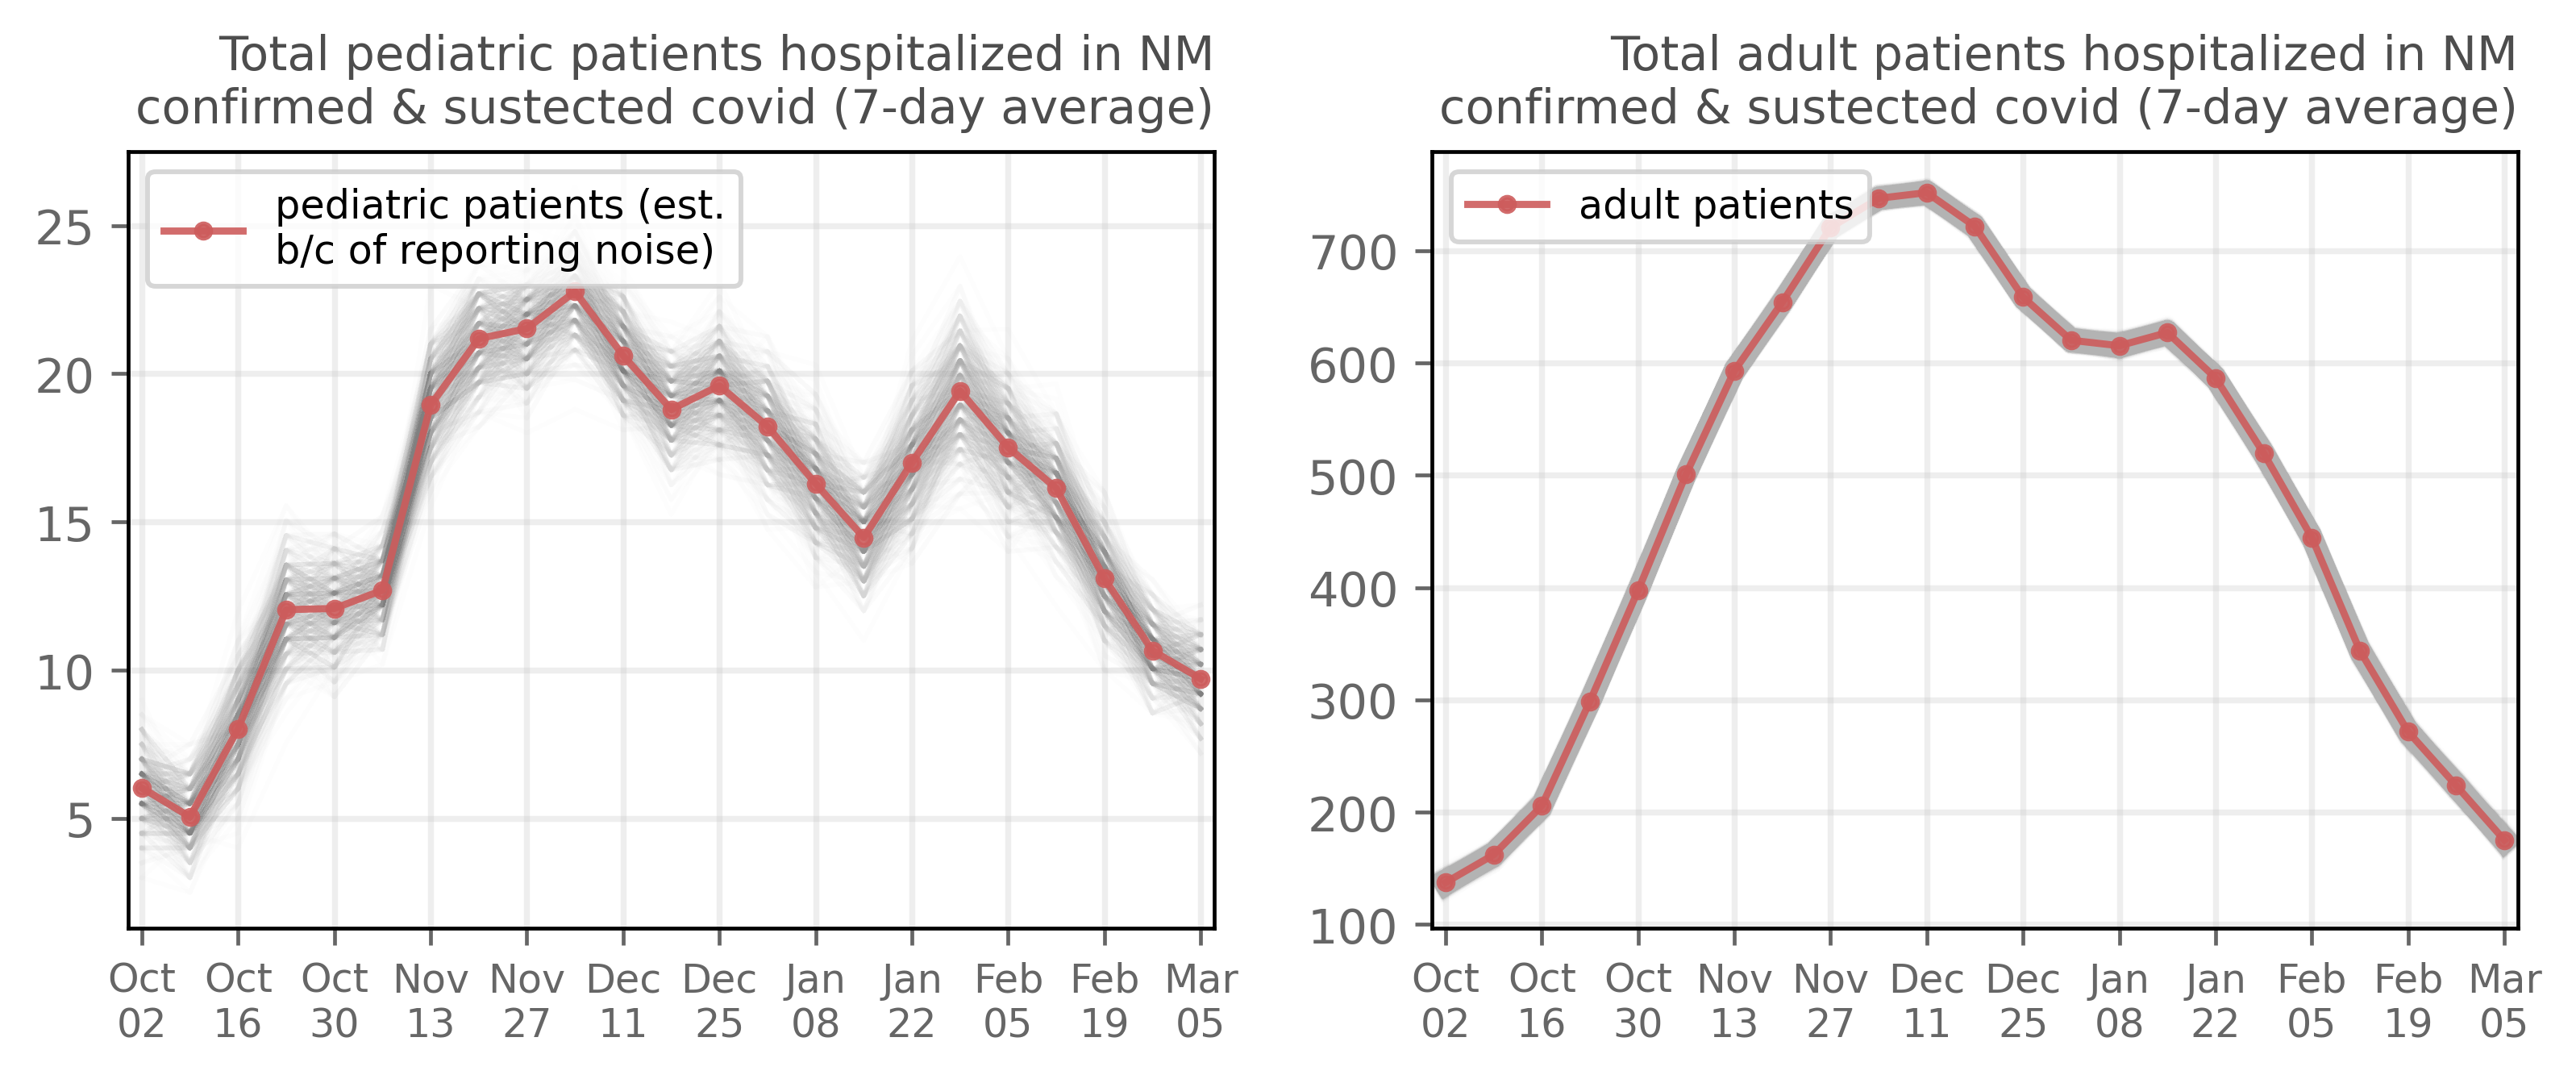 Total pediatric patients hospitalized in NM
confirmed & sustected covid (7-day average)
pediatric patients (est.
b/c of reporting noise)
25
20
15
10
5
Oct Oct Oct Nov Nov Dec Dec Jan Jan Feb Feb Mar
02 16 30 13 27 11 25 08 22 05 19 05
Total adult patients hospitalized in NM
confirmed & sustected covid (7-day average)
adult patients
700
600
500
400
300
200
100
Oct Oct Oct Nov Nov Dec Dec Jan Jan Feb Feb Mar
02 16 30 13 27 11 25 08 22 05 19 05